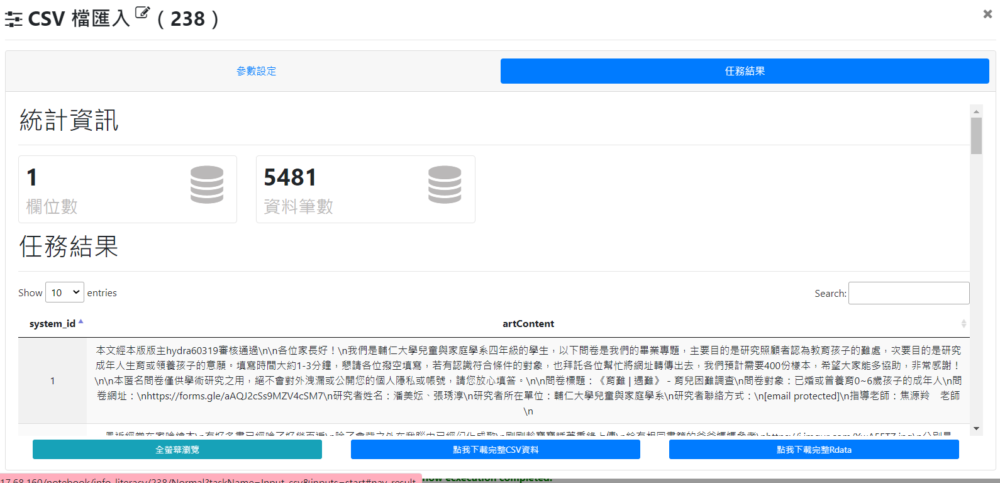 CSV 檔匯入 ( 238 )
參數設定
任務結果
統計資訊
1
欄位數
5481
資料筆數
任務結果
Show 10 entries
Search:
system_id
artContent
1
本文經本版版主hydra60319審核通過\n\n各位家長好！\n我們是輔仁大學兒童與家庭學系四年級的學生，以下問卷是我們的畢業專題，主要目的是研究照顧者認為教育孩子的難處，次要目的是研究
成年人生育或領養孩子的意願。填寫時間大約1-3分鐘，懇請各位撥空填寫，若有認識符合條件的對象，也拜託各位幫忙將網址轉傳出去，我們預計需要400份樣本，希望大家能多協助，非常感謝！
\n\n本匿名問卷僅供學術研究之用，絕不會對外洩漏或公開您的個人隱私或帳號，請您放心填答。\n\n問卷標題：《育難 | 遇難》 - 育兒困難調查\n問卷對象：已婚或曾養育0~6歲孩子的成年人\n問
卷網址：\nhttps://forms.gle/aAQJ2cSs9MZV4cSM7\n研究者姓名：潘美妘、張琇淳\n研究者所在單位：輔仁大學兒童與家庭學系\n研究者聯絡方式：\n[email protected]\n指導老師：焦源羚　老師
\n
全螢幕瀏覽
點我下載完整CSV資料
點我下載完整Rdata
17.68.160/notebook/info_literacy/238/Normal?taskName=Input_csv&inputs=start#nav_result